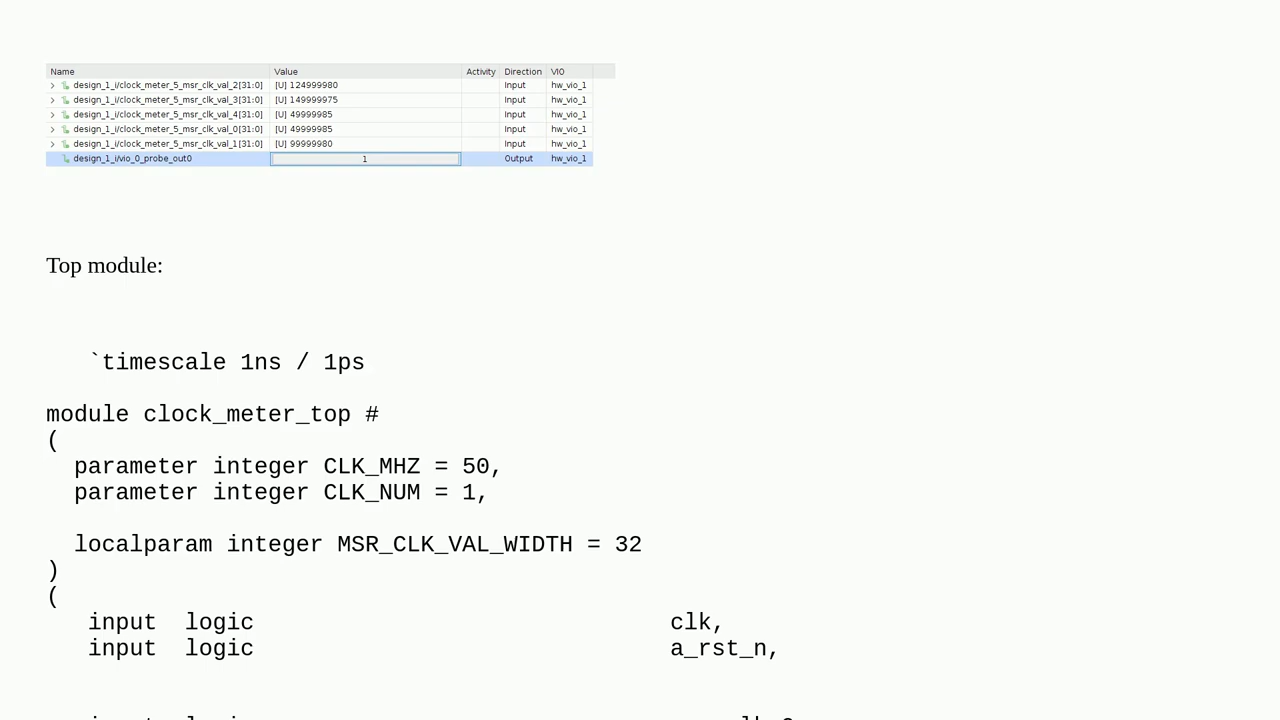 Name Value Activity Direction VIO
design_1_i/clock_meter_5_msr_clk_val_2[31:0] [U] 124999980 Input hw_vio_1
design_1_i/clock_meter_5_msr_clk_val_3[31:0] [U] 149999975 Input hw_vio_1
design_1_i/clock_meter_5_msr_clk_val_4[31:0] [U] 49999985 Input hw_vio_1
design_1_i/clock_meter_5_msr_clk_val_0[31:0] [U] 49999985 Input hw_vio_1
design_1_i/clock_meter_5_msr_clk_val_1[31:0] [U] 99999980 Input hw_vio_1
design_1_i/vio_0_probe_out0 1 Output hw_vio_1
Top module:
`timescale 1ns / 1ps
module clock_meter_top #
(
parameter integer CLK_MHZ = 50,
parameter integer CLK_NUM = 1,
localparam integer MSR_CLK_VAL_WIDTH = 32
)
(
input logic clk,
input logic a_rst_n,